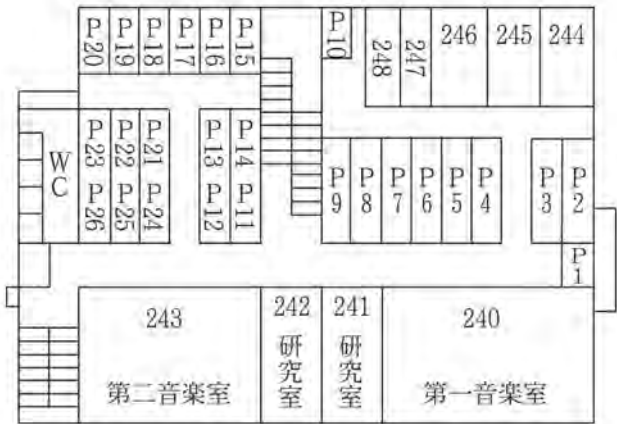 P20 P19 P18 P17 P16 P15 P10 248 247 246 245 244
WC P23 P22 P21 P13 P14 P9 P8 P7 P6 P5 P4 P3 P2
P26 P25 P24 P12 P11
P1
243 242 研究室 241 研究室 240
第二音楽室 第一音楽室